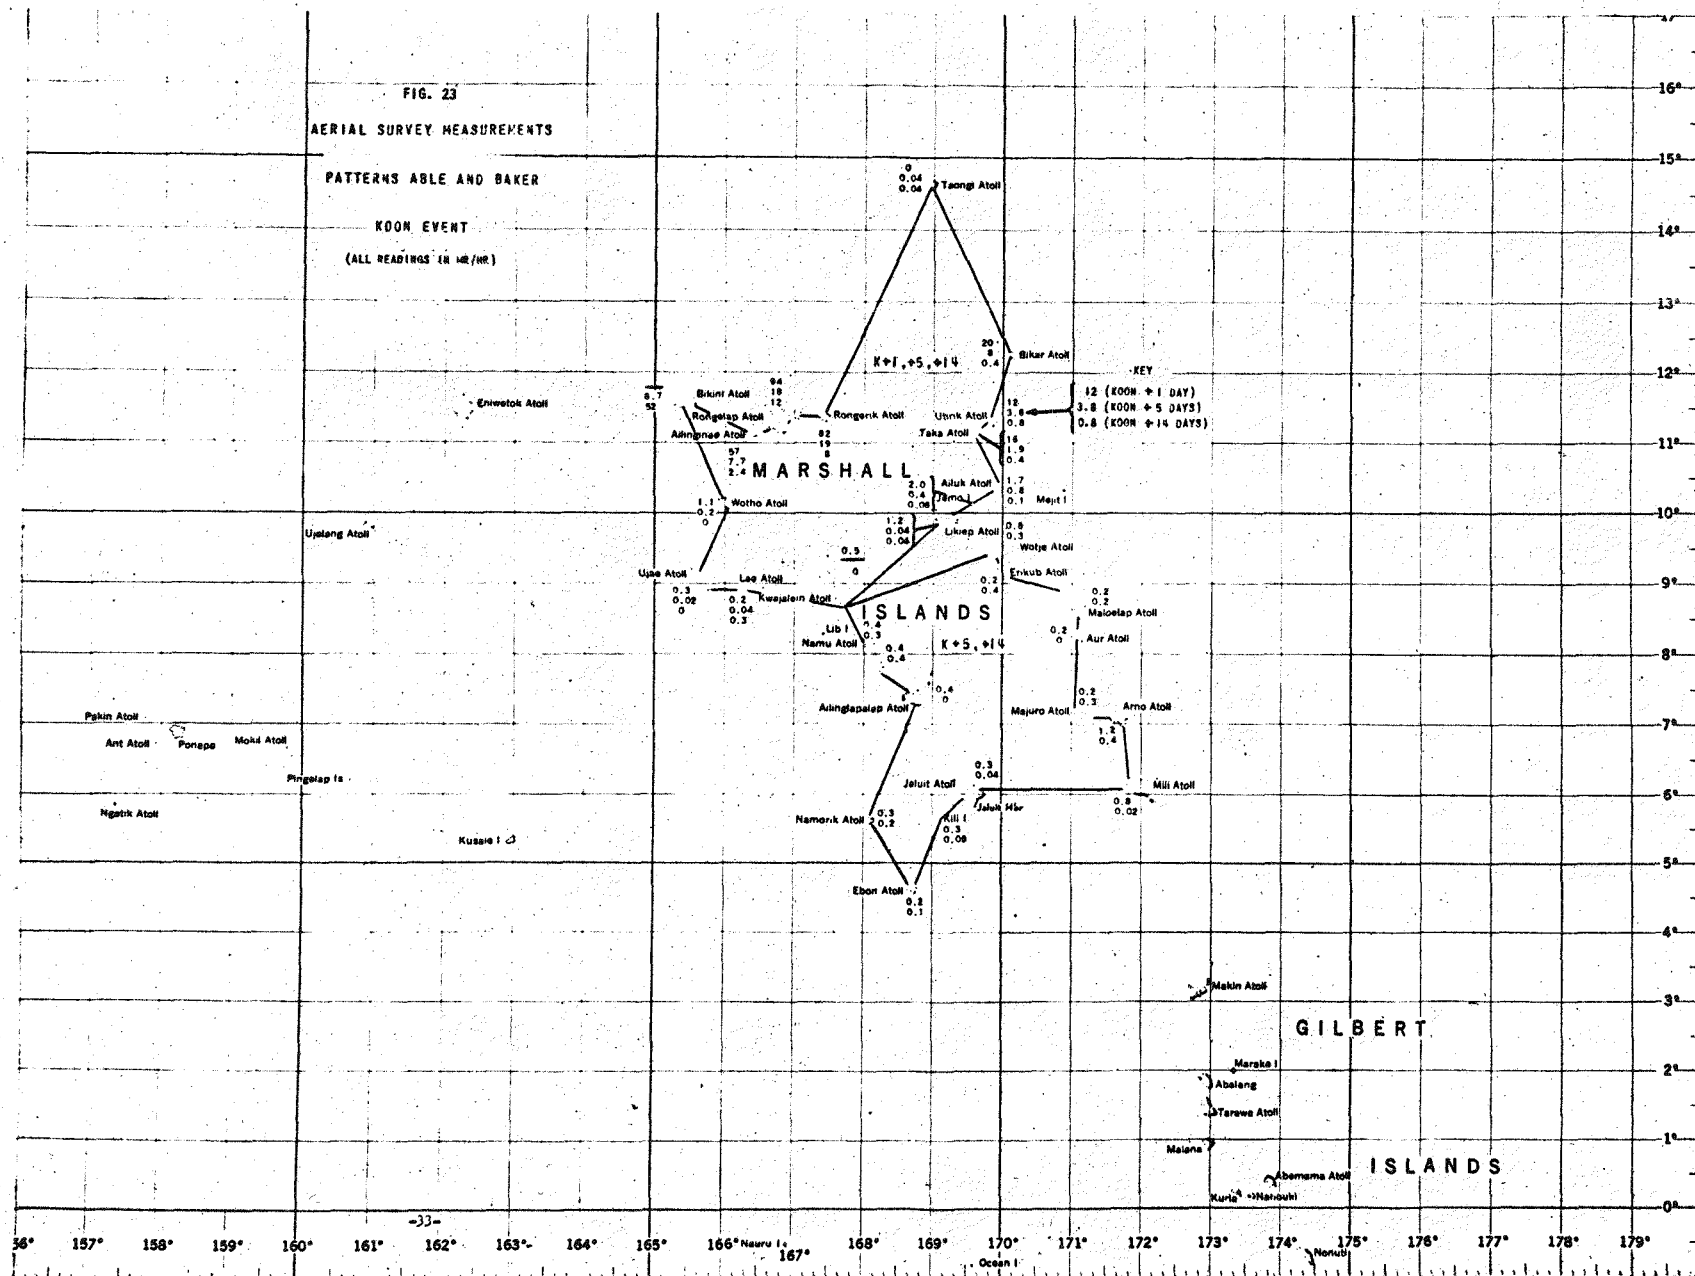 17
16°
FIG. 23
AERIAL SURVEY MEASUREMENTS
15°
PATTERNS ABLE AND BAKER
0
0.04
0.04
Taongi Atoll
KOON EVENT
14°
(ALL READINGS IN MR/HR)
13°
20
8
0.4
Bikar Atoll
K+1,+5,+14
12°
KEY
12 (KOON + 1 DAY)
3.8 (KOON + 5 DAYS)
0.8 (KOON + 14 DAYS)
8.7
52
Bikini Atoll
94
18
12
Eniwetok Atoll
Rongelap Atoll
Rongerik Atoll
Utirik Atoll
12
3.8
0.8
Ailinginae Atoll
82
19
8
Taka Atoll
16
1.9
0.4
11°
57
7.7
2.4
MARSHALL
2.0
0.4
0.08
Ailuk Atoll
1.7
0.8
0.1
Jemo I
Mejit I
1.1
0.2
0
Wotho Atoll
10°
Ujelang Atoll
1.2
0.04
0.04
Likiep Atoll
0.8
0.3
Wotje Atoll
0.5
0
Ujae Atoll
Lae Atoll
Erikub Atoll
0.3
0.02
0
0.2
0.04
0.3
Kwajalein Atoll
0.2
0.4
9°
0.2
0.2
Maloelap Atoll
ISLANDS
Lib I
0.4
0.3
Namu Atoll
0.4
0.4
K+5,+14
0.2
0
Aur Atoll
8°
0.4
0
Ailinglapalap Atoll
0.2
0.3
Majuro Atoll
Arno Atoll
Pakin Atoll
7°
Ant Atoll
Ponape
Mokil Atoll
1.2
0.4
Pingelap Is
0.3
0.04
Jaluit Atoll
Mili Atoll
6°
Jaluit Hbr
0.8
0.02
Ngatik Atoll
Namorik Atoll
0.3
0.2
Kili I
0.3
0.09
Kusaie I
5°
Ebon Atoll
0.2
0.1
4°
Makin Atoll
3°
GILBERT
Marake I
2°
Abaiang
Tarawa Atoll
1°
Maiana
ISLANDS
Abemama Atoll
Kuria
Nanouki
0°
-33-
56° 157° 158° 159° 160° 161° 162° 163° 164° 165° 166° Nauru I. 167° 168° 169° 170° 171° 172° 173° 174° 175° 176° 177° 178° 179°
Ocean I
Nonuti